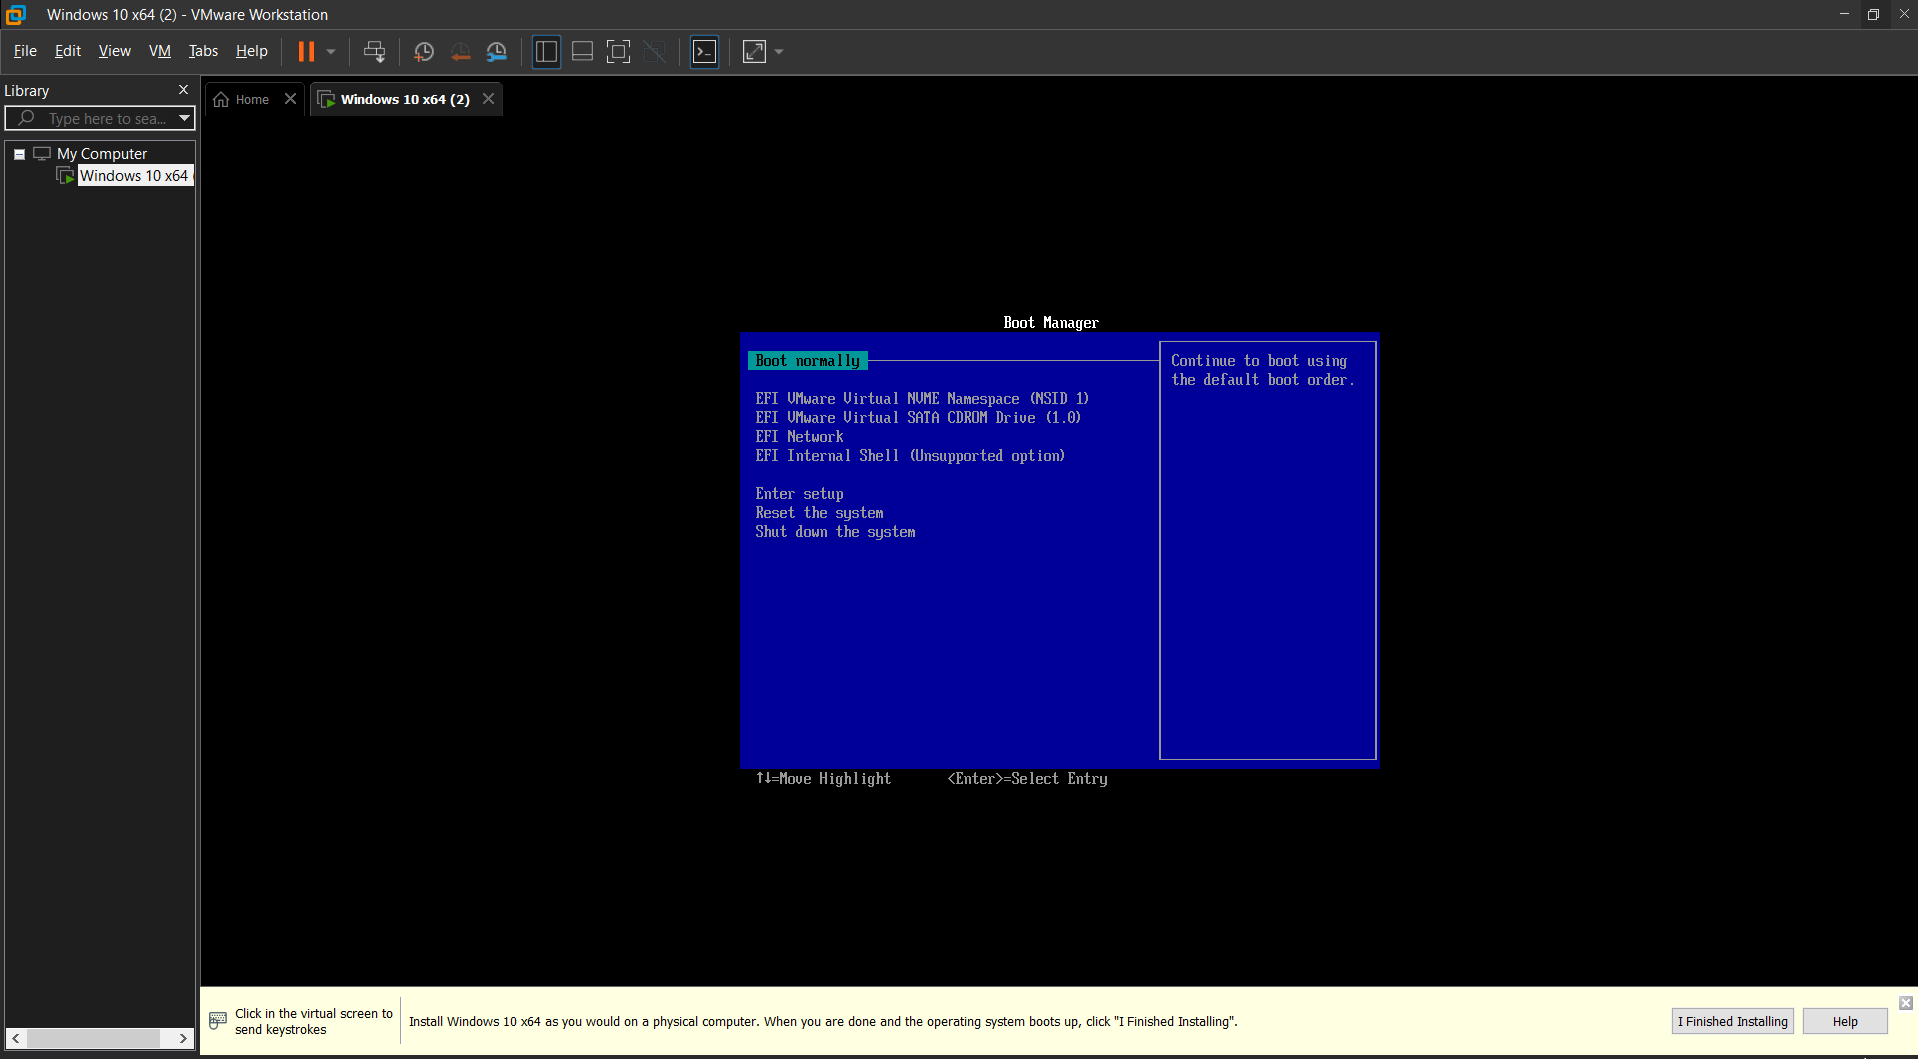 Windows 10 x64 (2) - VMware Workstation
File Edit View VM Tabs Help
Library
Type here to sea...
My Computer
Windows 10 x64 (
Home
Windows 10 x64 (2)
Boot Manager
Boot normally
EFI VMware Virtual NVME Namespace (NSID 1)
EFI VMware Virtual SATA CDROM Drive (1.0)
EFI Network
EFI Internal Shell (Unsupported option)
Enter setup
Reset the system
Shut down the system
Continue to boot using
the default boot order.
↑↓=Move Highlight <Enter>=Select Entry
Click in the virtual screen to
send keystrokes
Install Windows 10 x64 as you would on a physical computer. When you are done and the operating system boots up, click "I Finished Installing".
I Finished Installing
Help